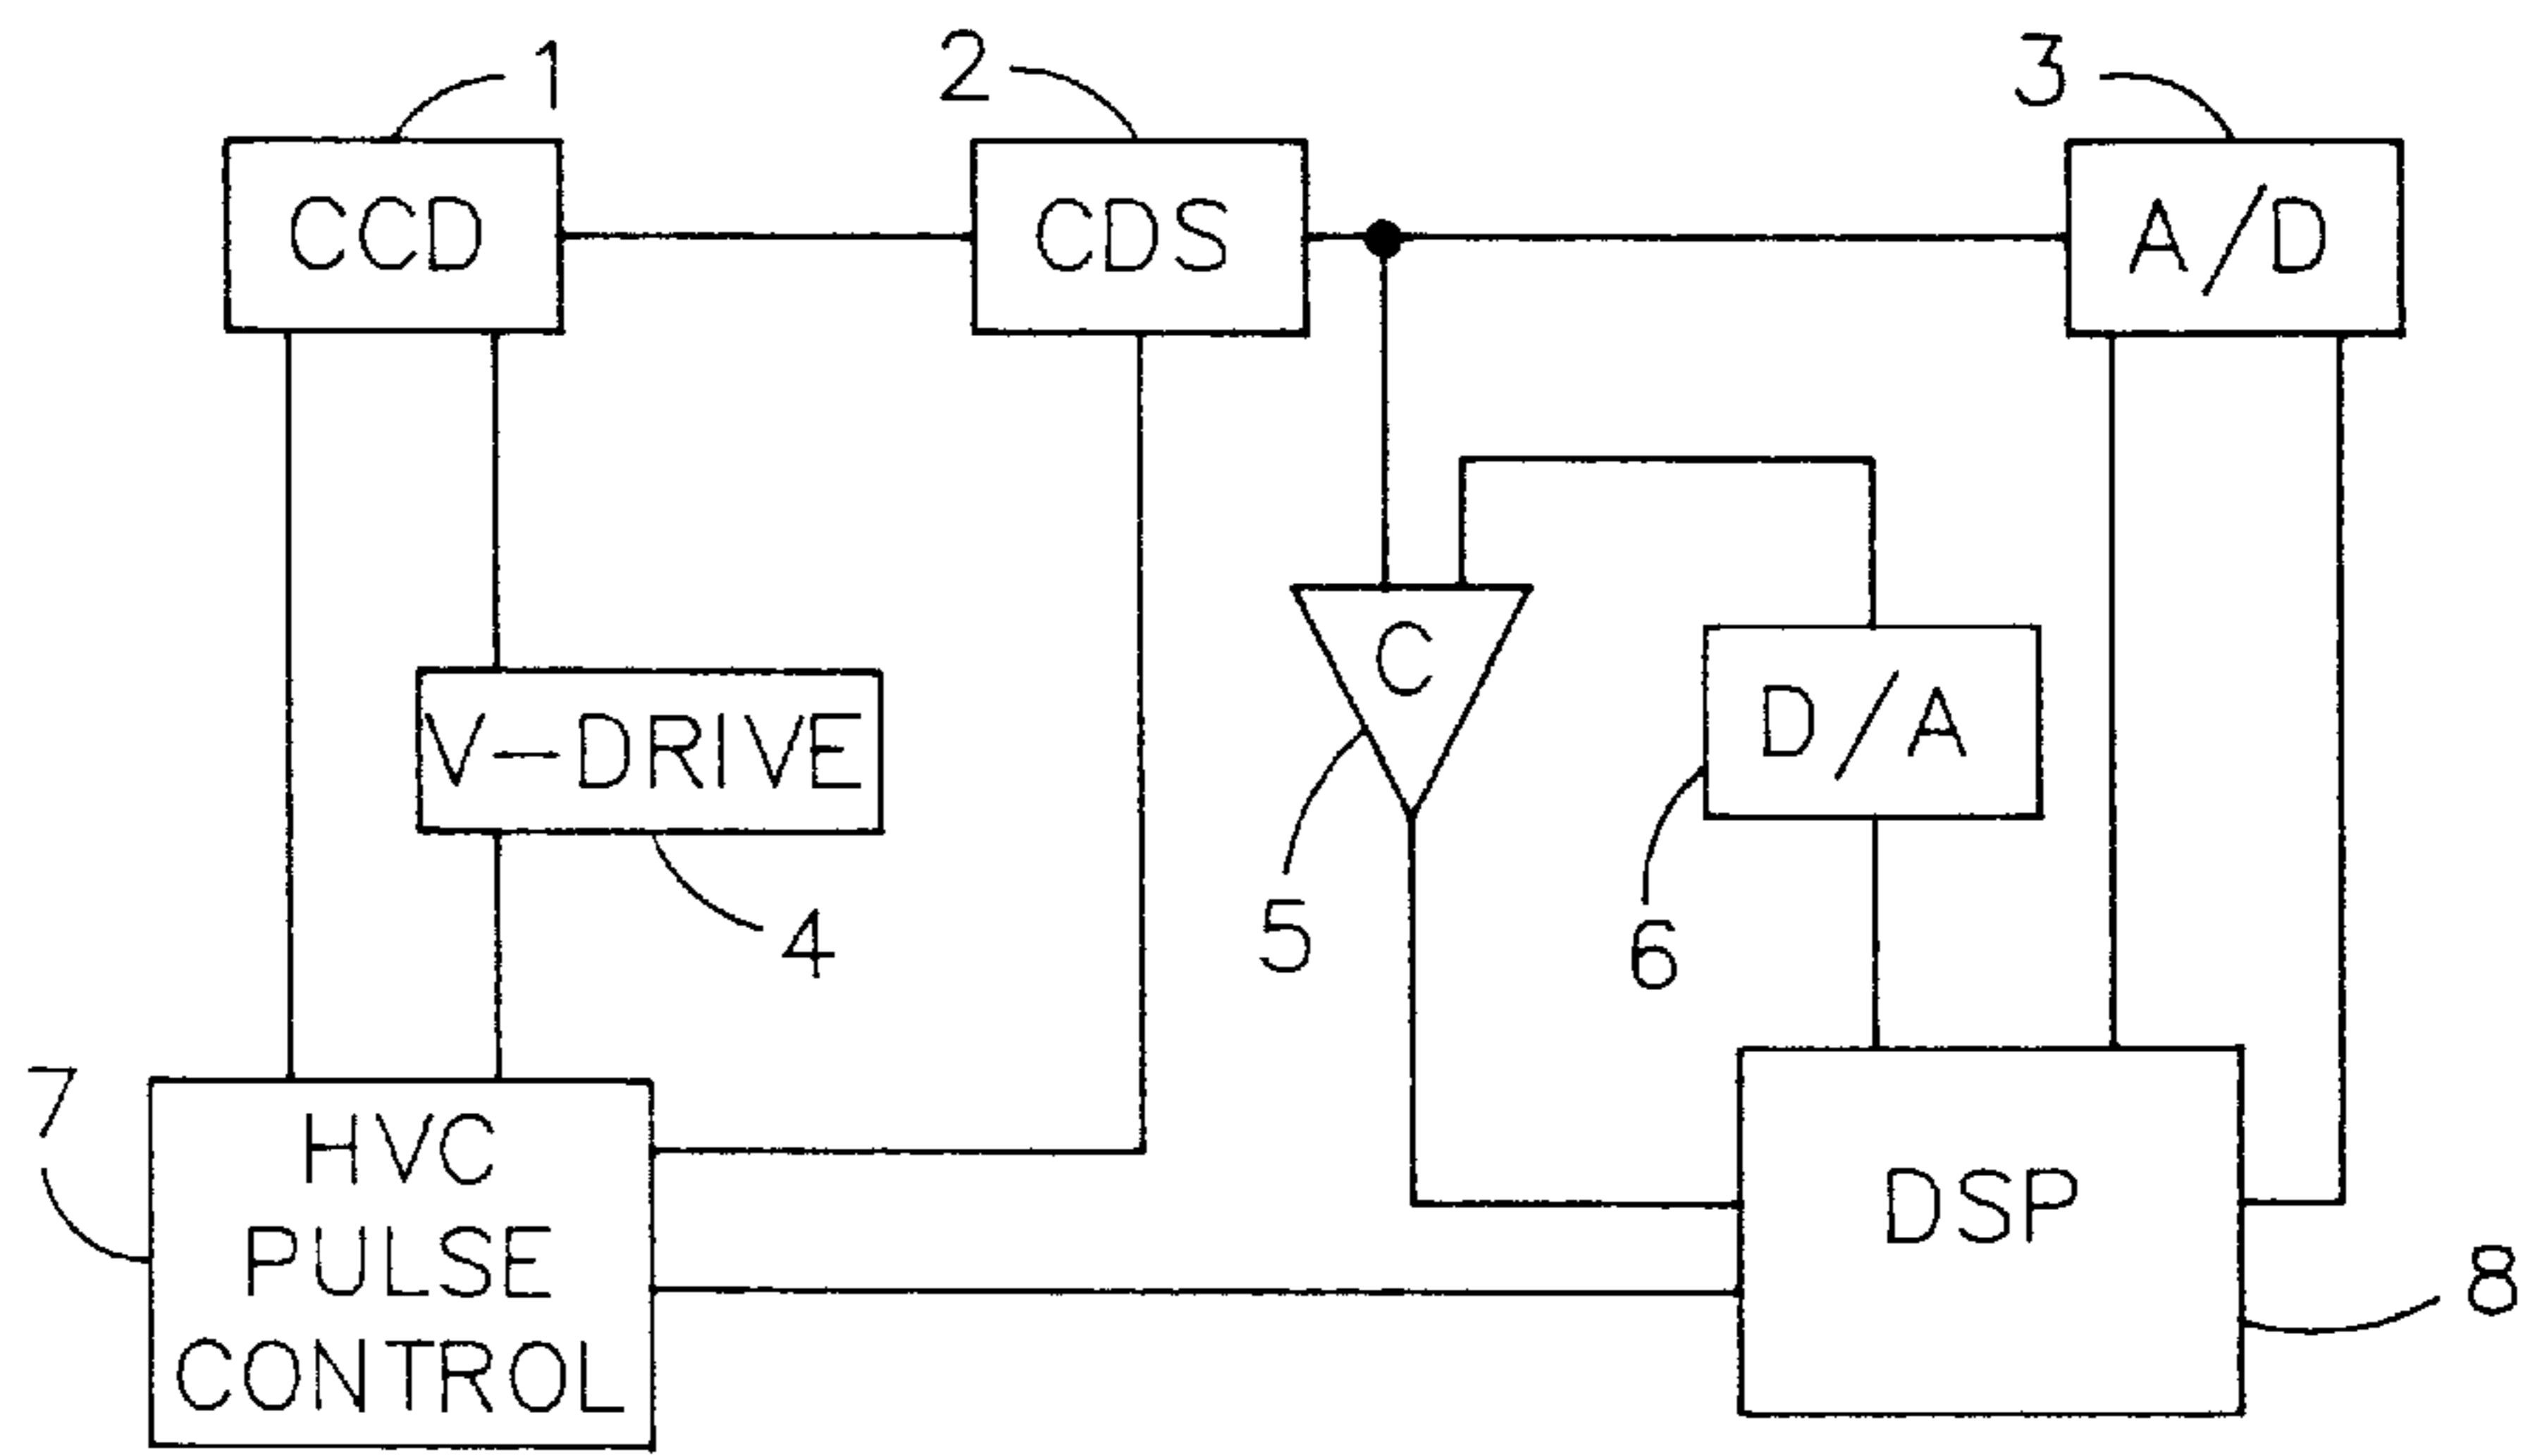 1
2
3
CCD
CDS
A/D
C
D/A
V-DRIVE
4
5
6
7
HVC
PULSE
CONTROL
DSP
8